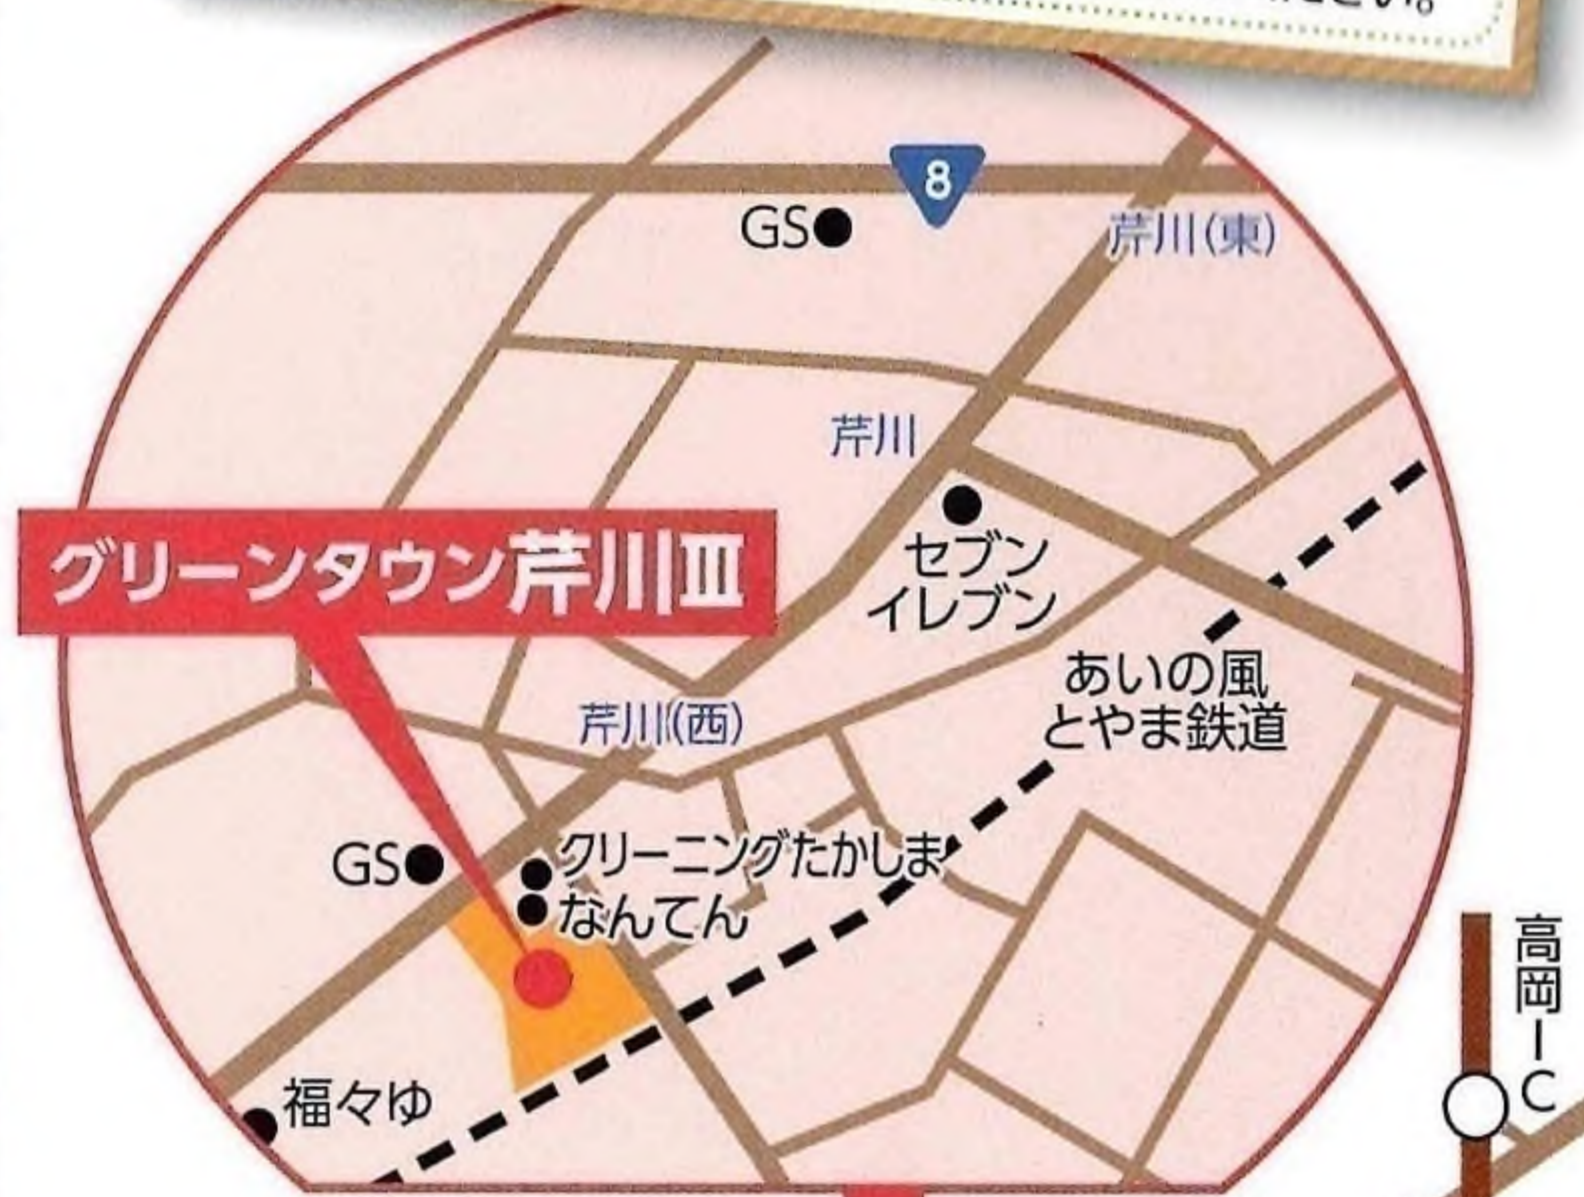 ださい。
8
GS
芹川(東)
芹川
セブン
イレブン
グリーンタウン芹川Ⅲ
あいの風
とやま鉄道
芹川(西)
GS
クリーニングたかしま
なんてん
福々ゆ
高岡IC